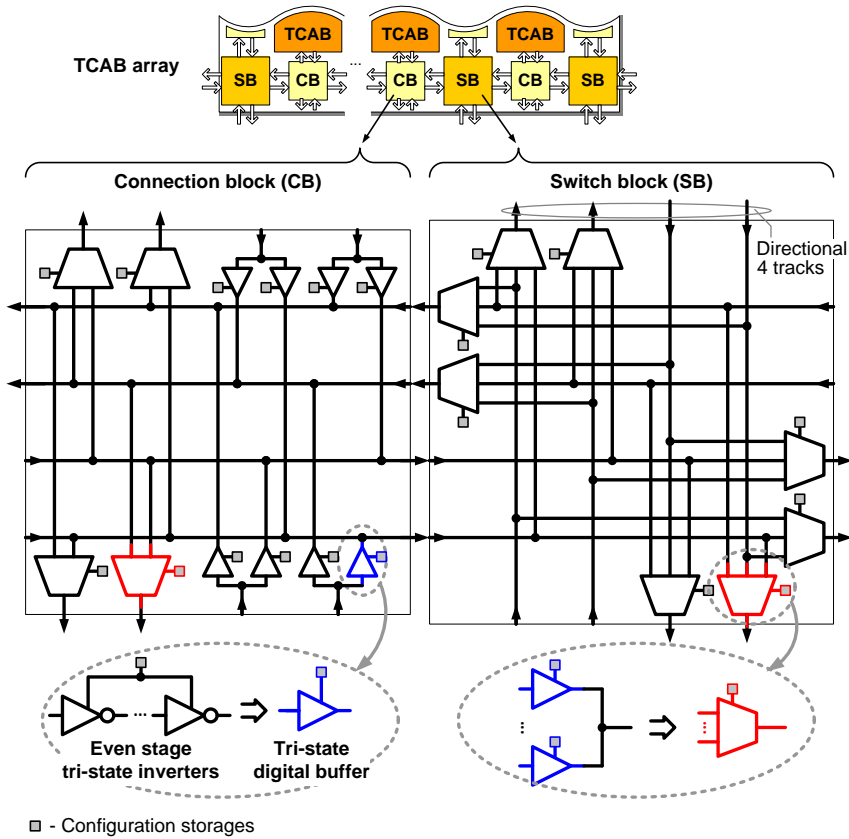 TCAB TCAB TCAB
TCAB array
...
SB CB CB SB CB SB
Connection block (CB)
Switch block (SB)
Directional
4 tracks
...
Even stage
tri-state inverters
Tri-state
digital buffer
...
...
- Configuration storages